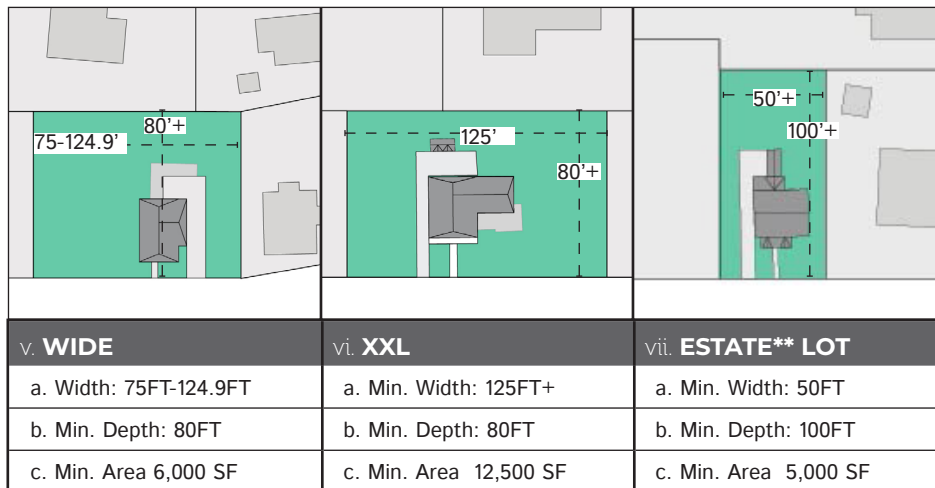 80’+
75-124.9’
125’
80’+
50’+
100’+
v. WIDE
a. Width: 75FT-124.9FT
b. Min. Depth: 80FT
c. Min. Area 6,000 SF
vi. XXL
a. Min. Width: 125FT+
b. Min. Depth: 80FT
c. Min. Area 12,500 SF
vii. ESTATE** LOT
a. Min. Width: 50FT
b. Min. Depth: 100FT
c. Min. Area 5,000 SF